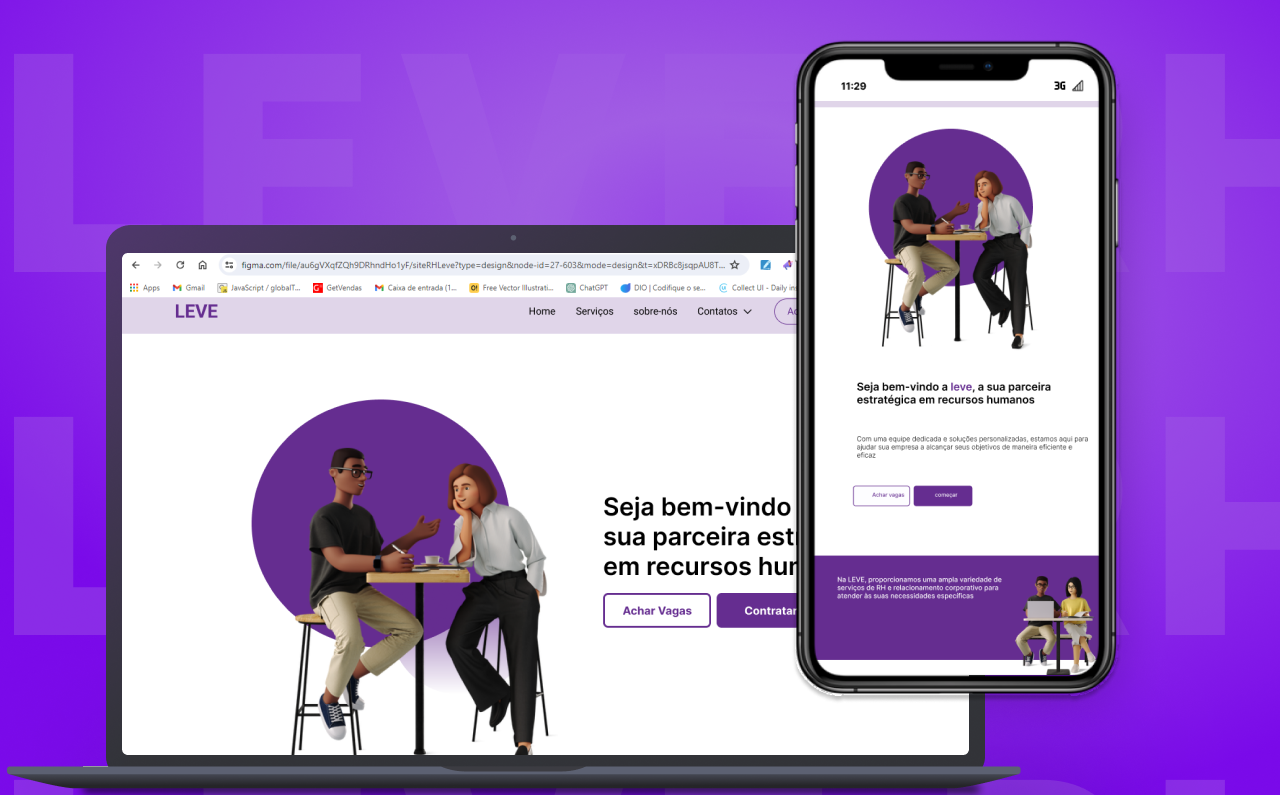 LEVE RH
11:29
3G
figma.com/file/au6gVXqfZQh9DRhndHo1yF/siteRHLeve?type=design&node-id=27-603&mode=design&t=xDRBc8jsqpAU8T...
Apps Gmail JavaScript / globalT... GetVendas Caixa de entrada (1... Free Vector Illustrati... ChatGPT DIO | Codifique o se... Collect UI - Daily
LEVE Home Serviços sobre-nós Contatos
Seja bem-vindo
sua parceira est
em recursos hu
Achar Vagas Contratar
Seja bem-vindo a leve, a sua parceira
estratégica em recursos humanos
Com uma equipe dedicada e soluções personalizadas, estamos aqui para
ajudar sua empresa a alcançar seus objetivos de maneira eficiente e
eficaz
Achar vagas começar
Na LEVE, proporcionamos uma ampla variedade de
serviços de RH e relacionamento corporativo para
atender às suas necessidades específicas